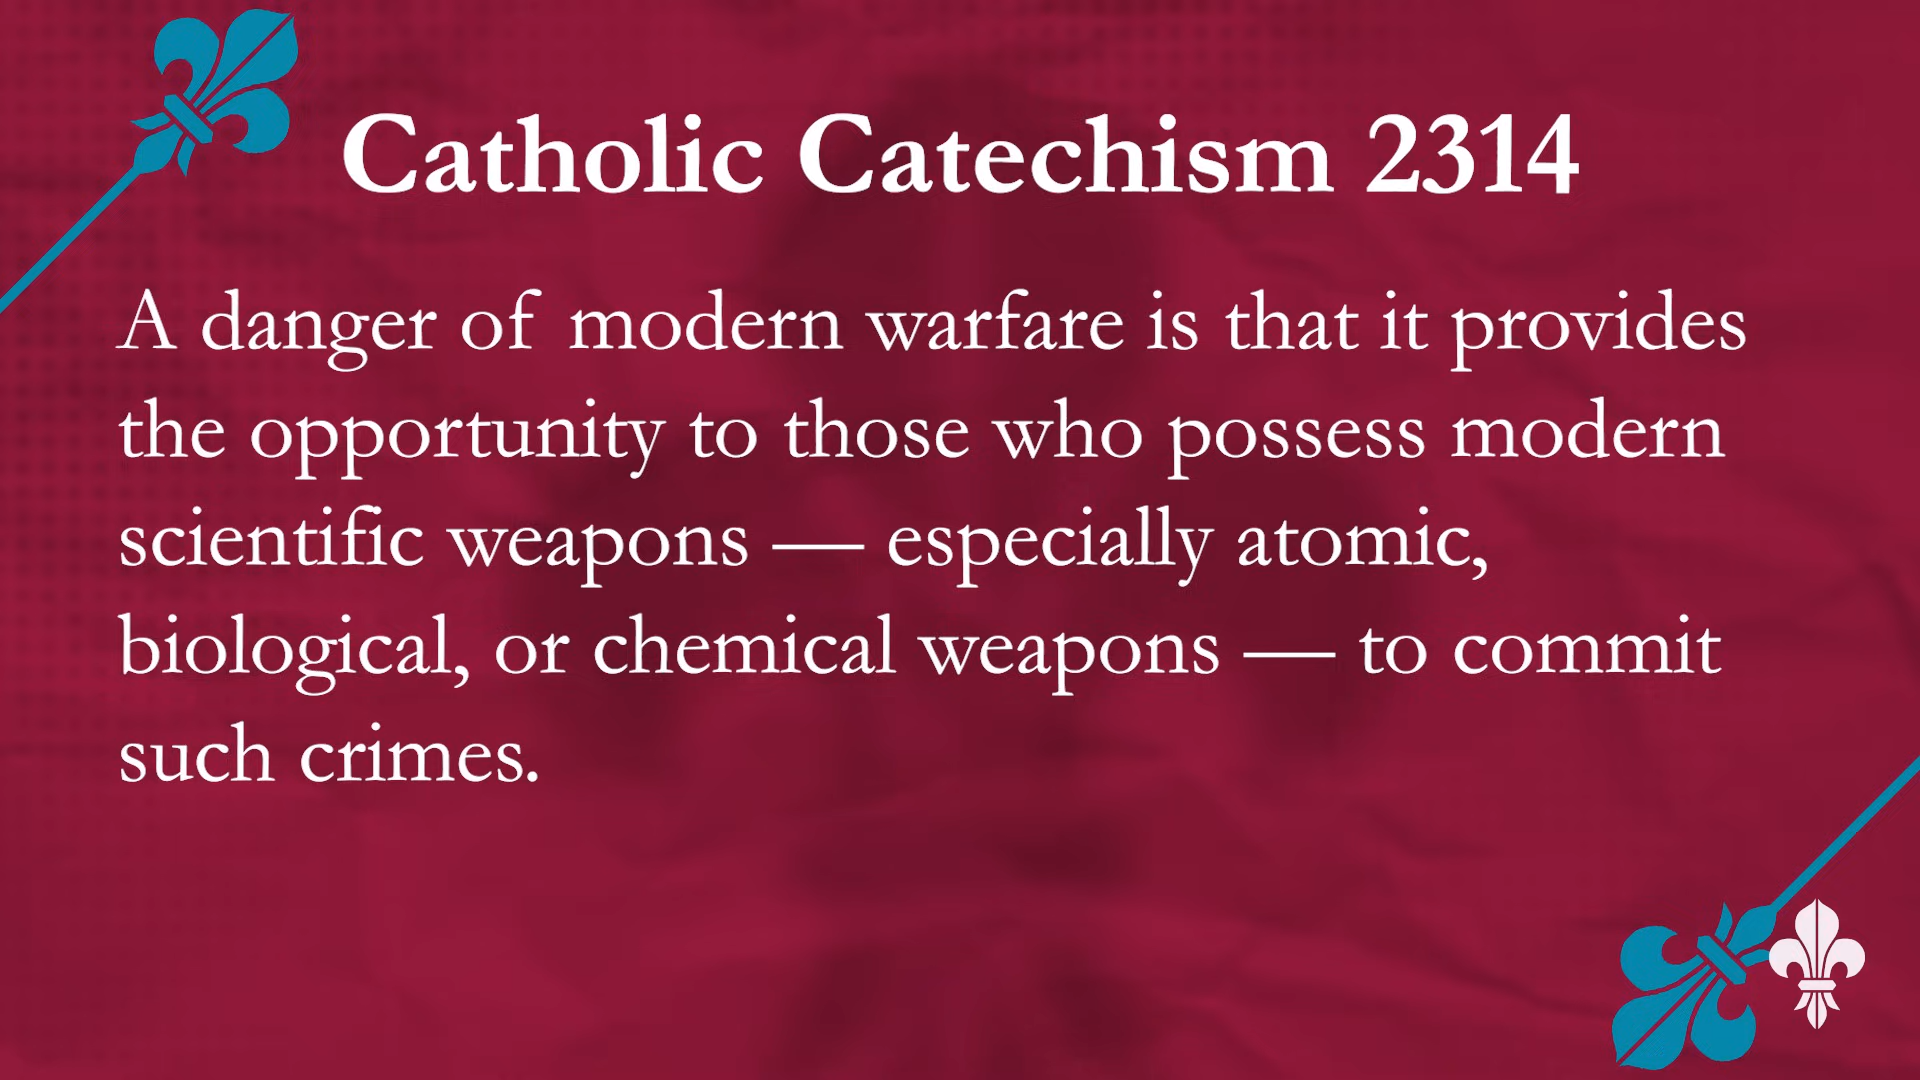 Catholic Catechism 2314
A danger of modern warfare is that it provides
the opportunity to those who possess modern
scientific weapons — especially atomic,
biological, or chemical weapons — to commit
such crimes.